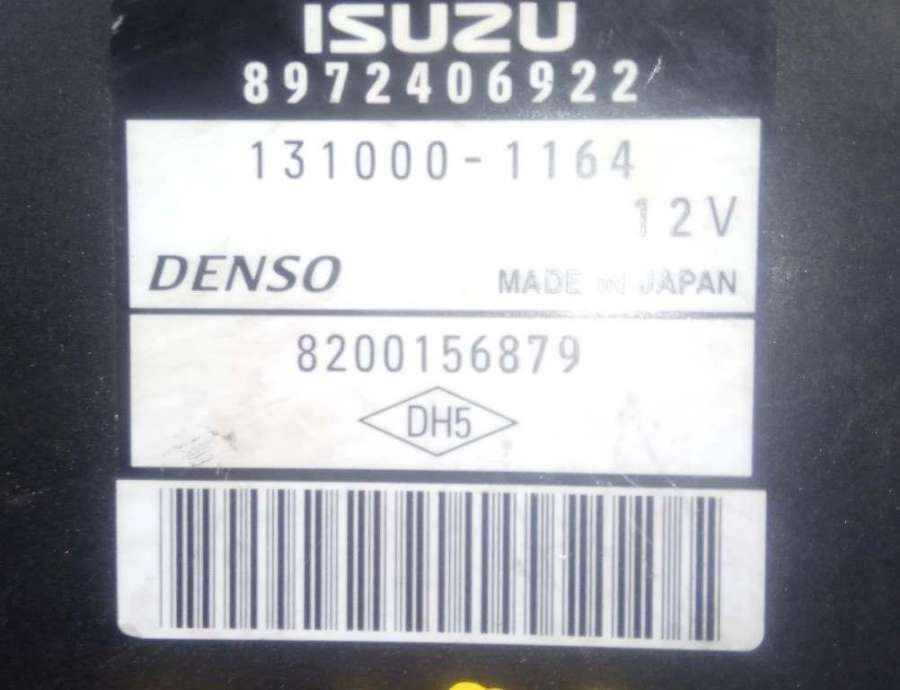 ISUZU
8972406922
131000-1164
12V
DENSO MADE IN JAPAN
8200156879
DH5